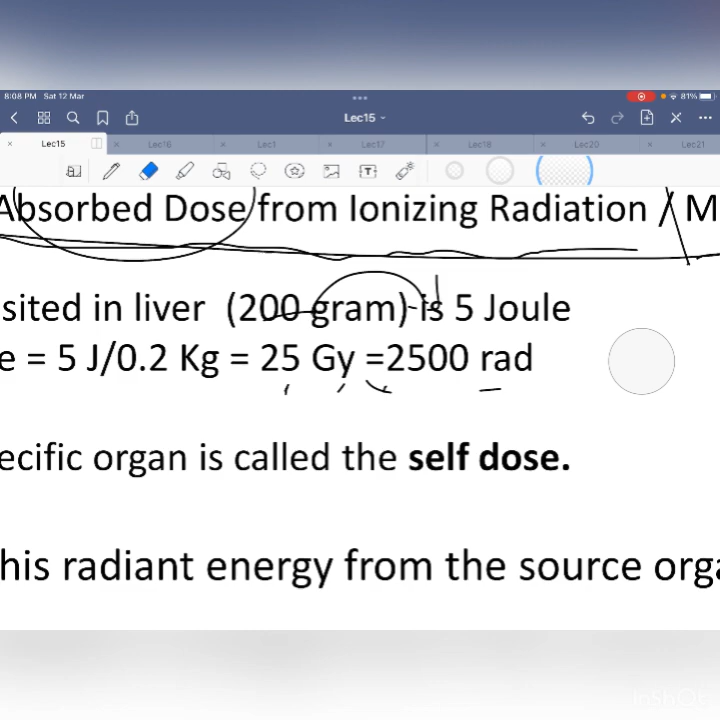 8:08 PM Sat 12 Mar
81%
Lec15
Lec15
Lec16
Lec1
Lec17
Lec18
Lec20
Lec21
Absorbed Dose from Ionizing Radiation / M
sited in liver (200 gram) is 5 Joule
e = 5 J/0.2 Kg = 25 Gy =2500 rad
ecific organ is called the self dose.
his radiant energy from the source orga
InShOt